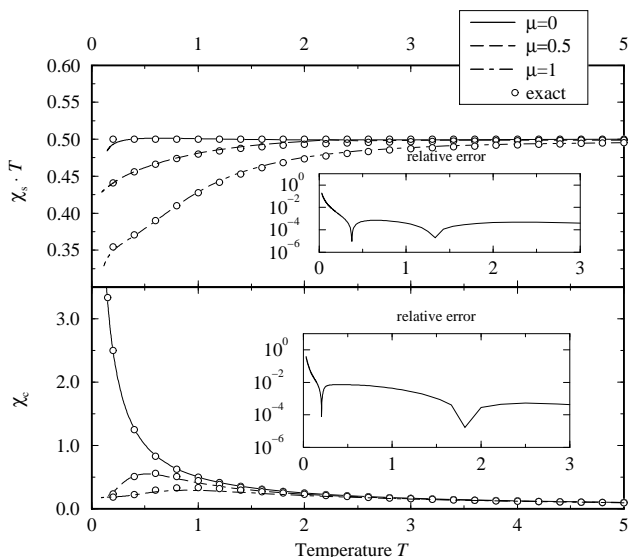 μ=0
μ=0.5
μ=1
exact
0 1 2 3 4 5
0.60
0.55
0.50
0.45
0.40
0.35
χs · T
relative error
10^0
10^-2
10^-4
10^-6
0 1 2 3
3.0
2.0
1.0
0.0
χc
relative error
10^0
10^-2
10^-4
10^-6
0 1 2 3
0 1 2 3 4 5
Temperature T